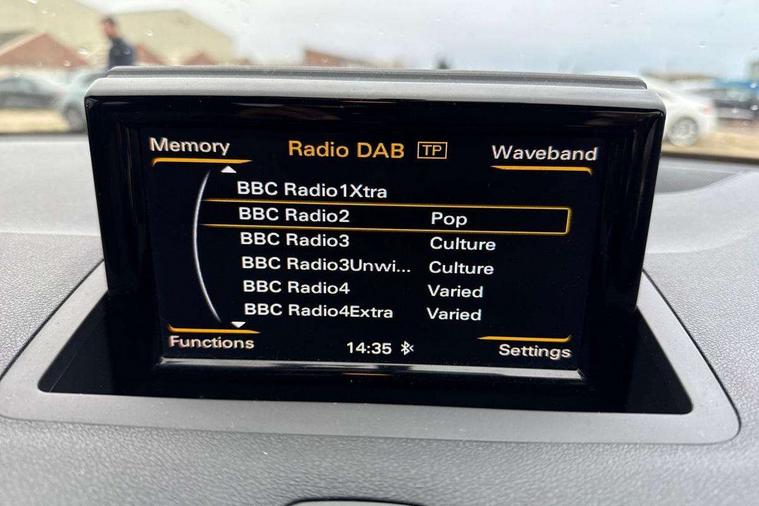 Memory Radio DAB TP Waveband
BBC Radio1Xtra
BBC Radio2 Pop
BBC Radio3 Culture
BBC Radio3Unwi... Culture
BBC Radio4 Varied
BBC Radio4Extra Varied
Functions 14:35 Settings